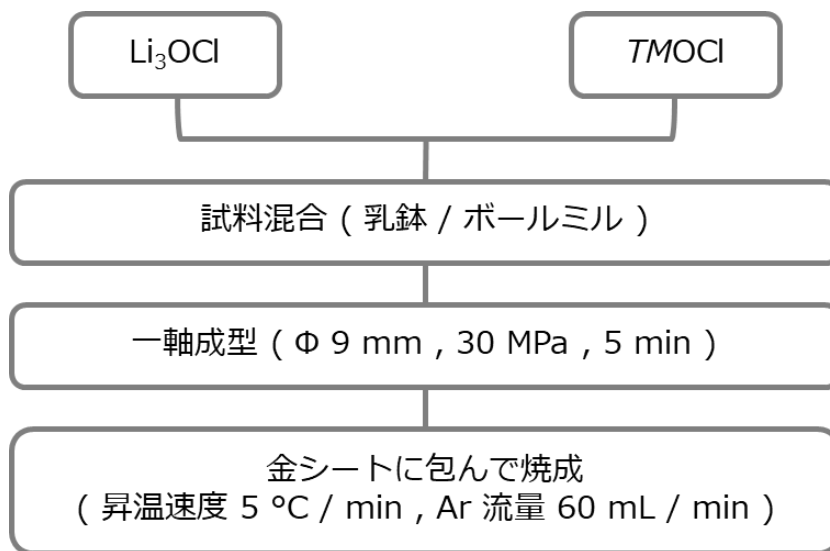 Li₃OCl
TMOCl
試料混合 ( 乳鉢 / ボールミル )
一軸成型 ( Φ 9 mm , 30 MPa , 5 min )
金シートに包んで焼成
( 昇温速度 5 °C / min , Ar 流量 60 mL / min )